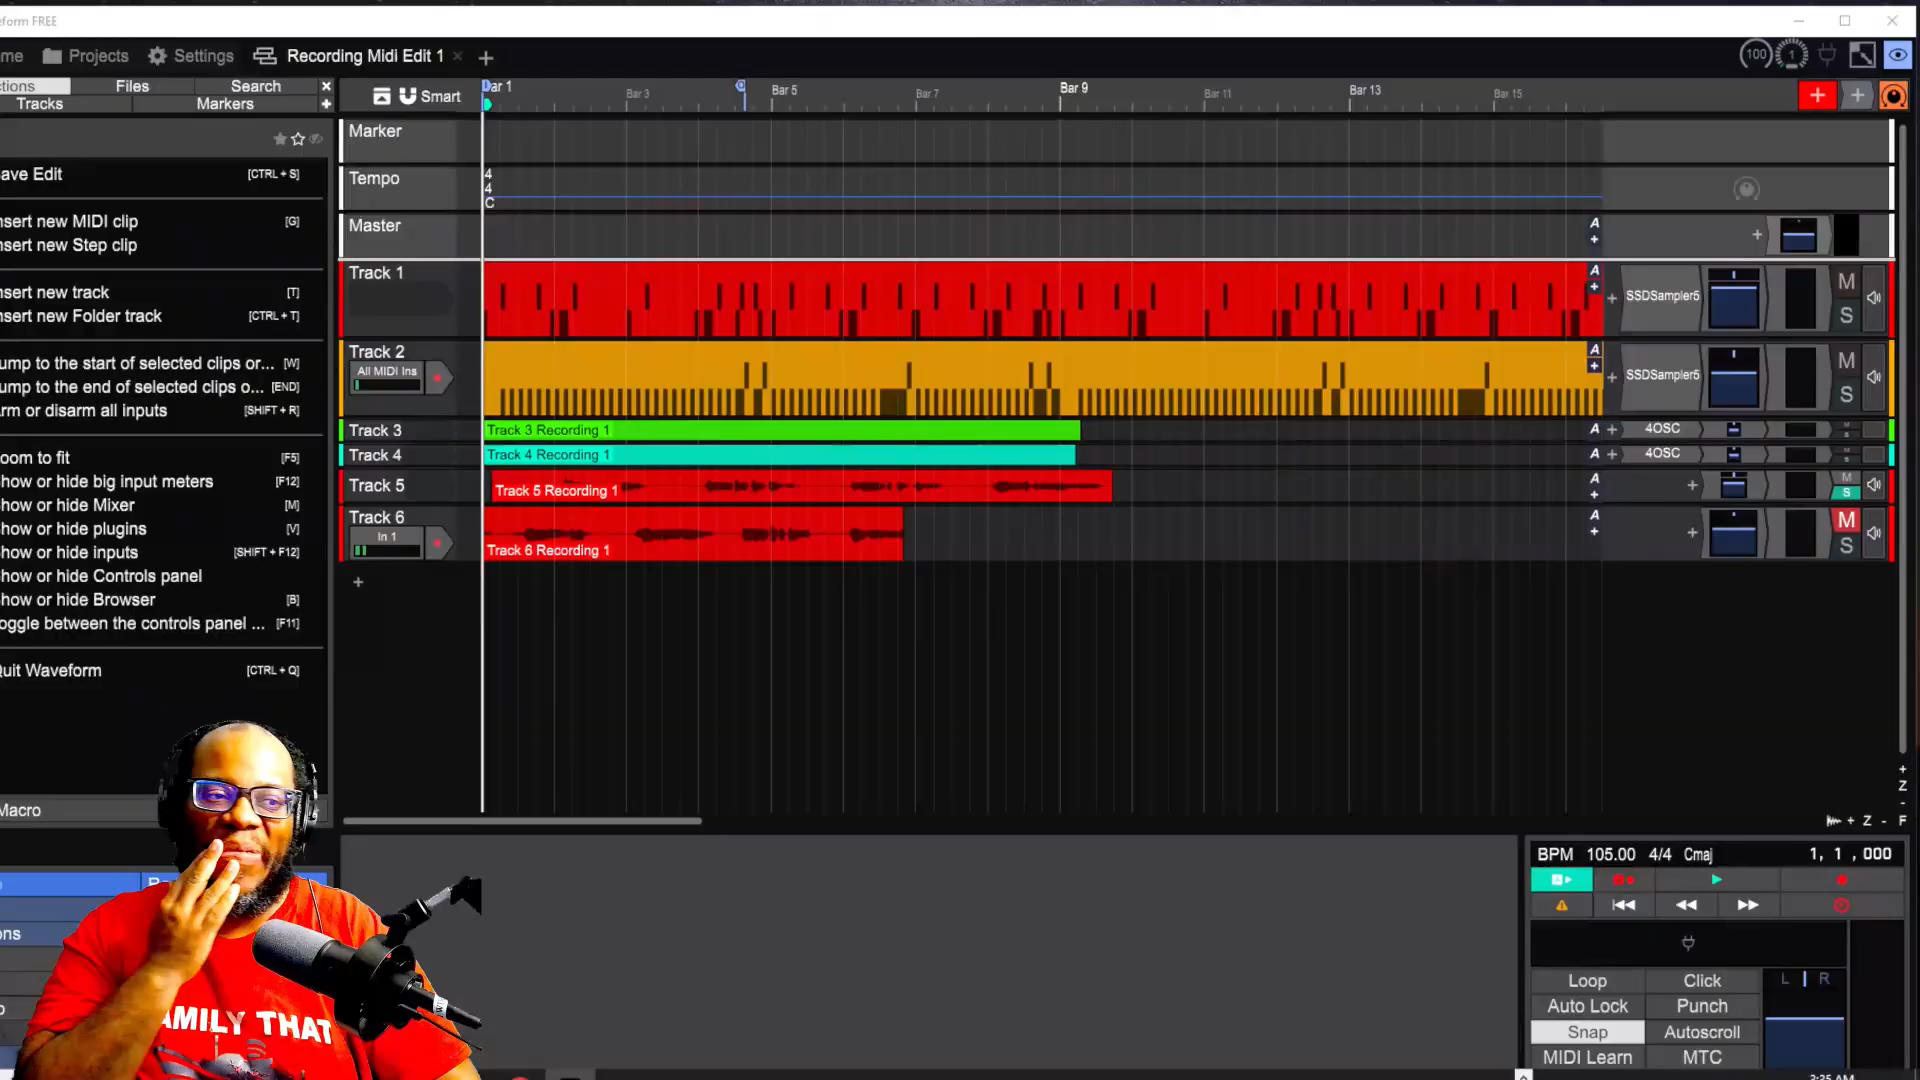 eform FREE
me Projects Settings Recording Midi Edit 1 × +
100 1
ctions Files Search ×
Tracks Markers +
Smart
Bar 1 Bar 3 Bar 5 Bar 7 Bar 9 Bar 11 Bar 13 Bar 15
ave Edit [CTRL + S]
nsert new MIDI clip [G]
nsert new Step clip
nsert new track [T]
nsert new Folder track [CTRL + T]
ump to the start of selected clips or... [W]
ump to the end of selected clips o... [END]
rm or disarm all inputs [SHIFT + R]
oom to fit [F5]
how or hide big input meters [F12]
how or hide Mixer [M]
how or hide plugins [V]
how or hide inputs [SHIFT + F12]
how or hide Controls panel
how or hide Browser [B]
oggle between the controls panel ... [F11]
uit Waveform [CTRL + Q]
Macro
ons
Marker
Tempo
4
4
C
Master A
Track 1 A SSDSampler5 M
S
Track 2 A SSDSampler5 M
All MIDI Ins S
Track 3 Track 3 Recording 1 A + 4OSC M
S
Track 4 Track 4 Recording 1 A + 4OSC M
S
Track 5 Track 5 Recording 1 A M
S
Track 6 A M
In 1 S
Track 6 Recording 1
+ Z -
+ Z - F
AMILY THAT
BPM 105.00 4/4 Cmaj 1, 1, 000
Loop Click L R
Auto Lock Punch
Snap Autoscroll
MIDI Learn MTC
3:25 AM